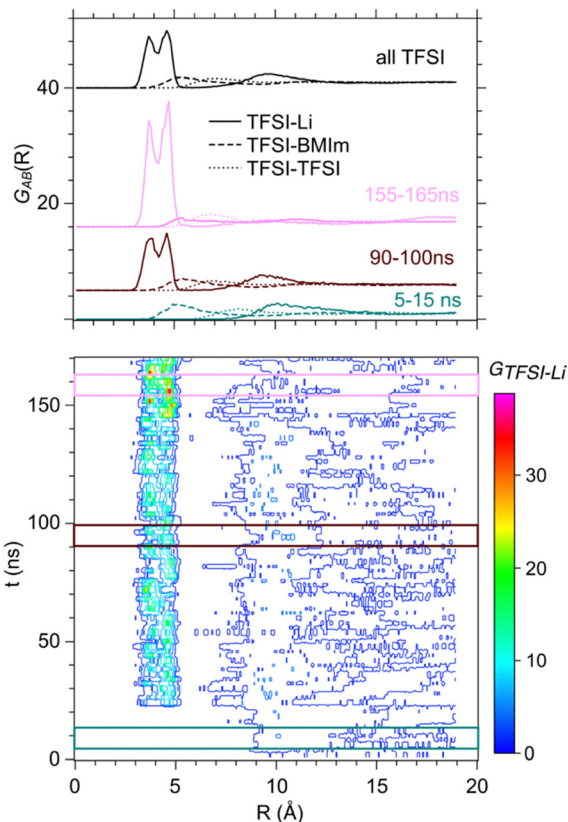 all TFSI
40
TFSI-Li
TFSI-BMIm
TFSI-TFSI
G_AB(R)
155-165ns
20
90-100ns
5-15 ns
G_TFSI-Li
150
30
100
t (ns)
20
50
10
0
0
0 5 10 15 20
R (Å)